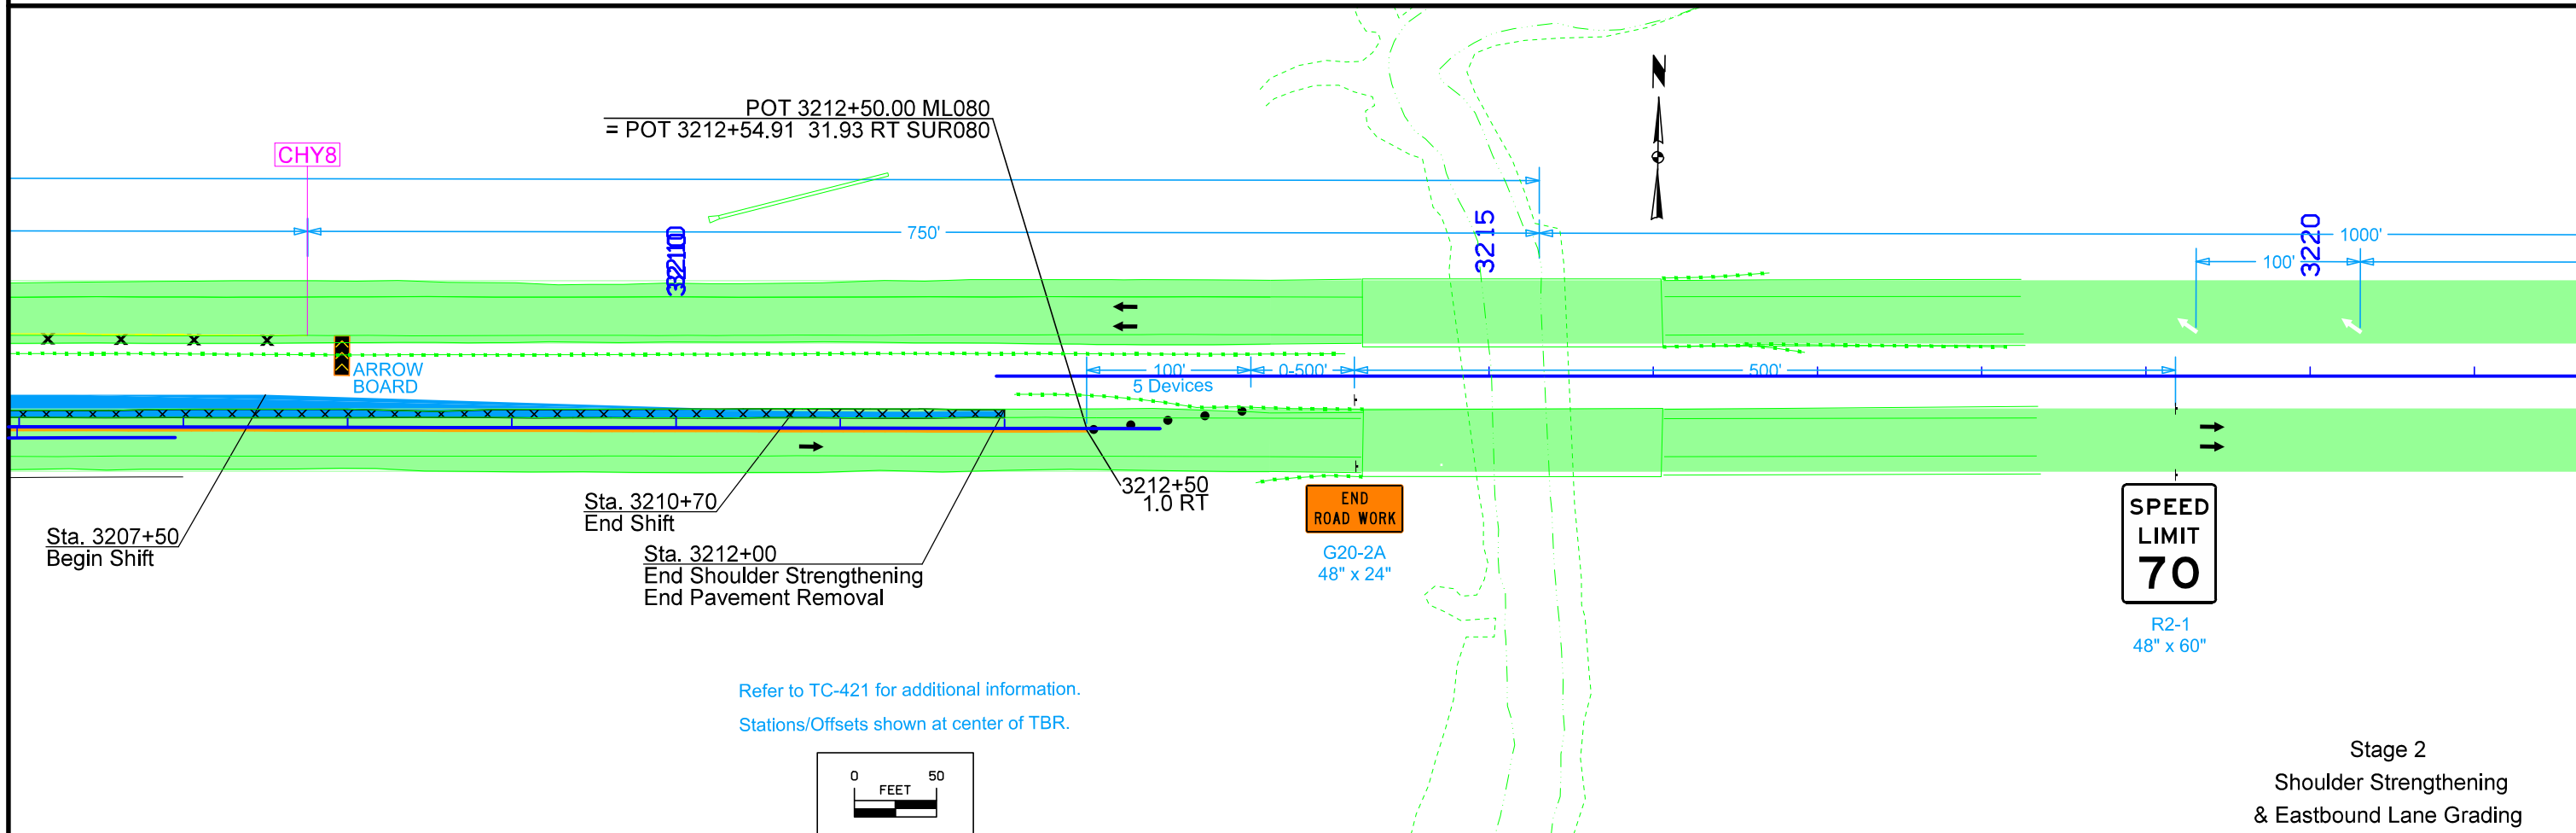 POT 3212+50.00 ML080
= POT 3212+54.91 31.93 RT SUR080
N
CHY8
750'
3215
3220
1000'
100'
ARROW
BOARD
100'
0-500'
500'
5 Devices
Sta. 3207+50
Begin Shift
Sta. 3210+70
End Shift
Sta. 3212+00
End Shoulder Strengthening
End Pavement Removal
3212+50
1.0 RT
END
ROAD WORK
G20-2A
48" x 24"
SPEED
LIMIT
70
R2-1
48" x 60"
Refer to TC-421 for additional information.
Stations/Offsets shown at center of TBR.
0 50
FEET
Stage 2
Shoulder Strengthening
& Eastbound Lane Grading